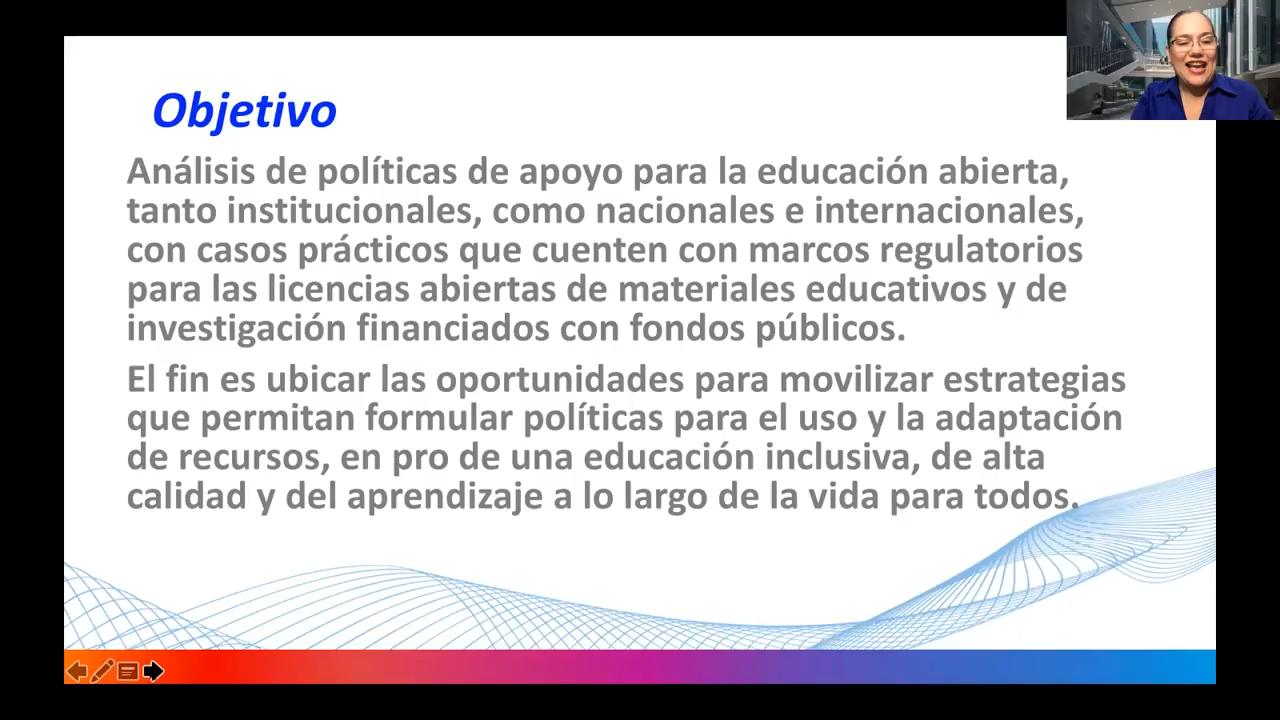 Objetivo
Análisis de políticas de apoyo para la educación abierta,
tanto institucionales, como nacionales e internacionales,
con casos prácticos que cuenten con marcos regulatorios
para las licencias abiertas de materiales educativos y de
investigación financiados con fondos públicos.
El fin es ubicar las oportunidades para movilizar estrategias
que permitan formular políticas para el uso y la adaptación
de recursos, en pro de una educación inclusiva, de alta
calidad y del aprendizaje a lo largo de la vida para todos.